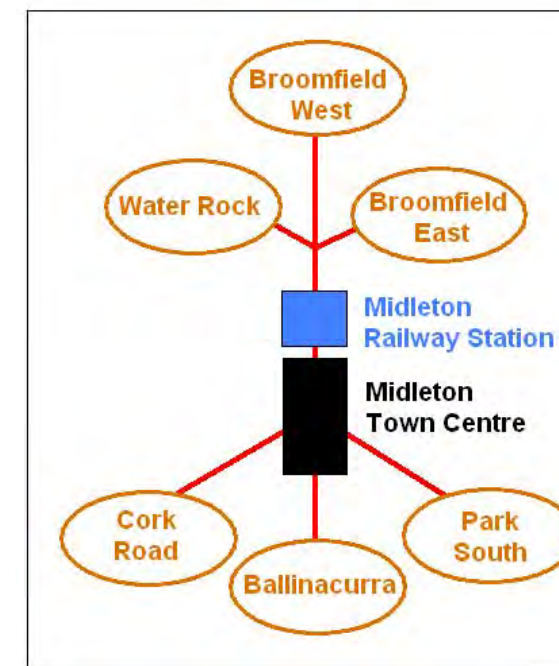 Broomfield
West
Water Rock
Broomfield
East
Midleton
Railway Station
Midleton
Town Centre
Cork
Road
Park
South
Ballinacurra